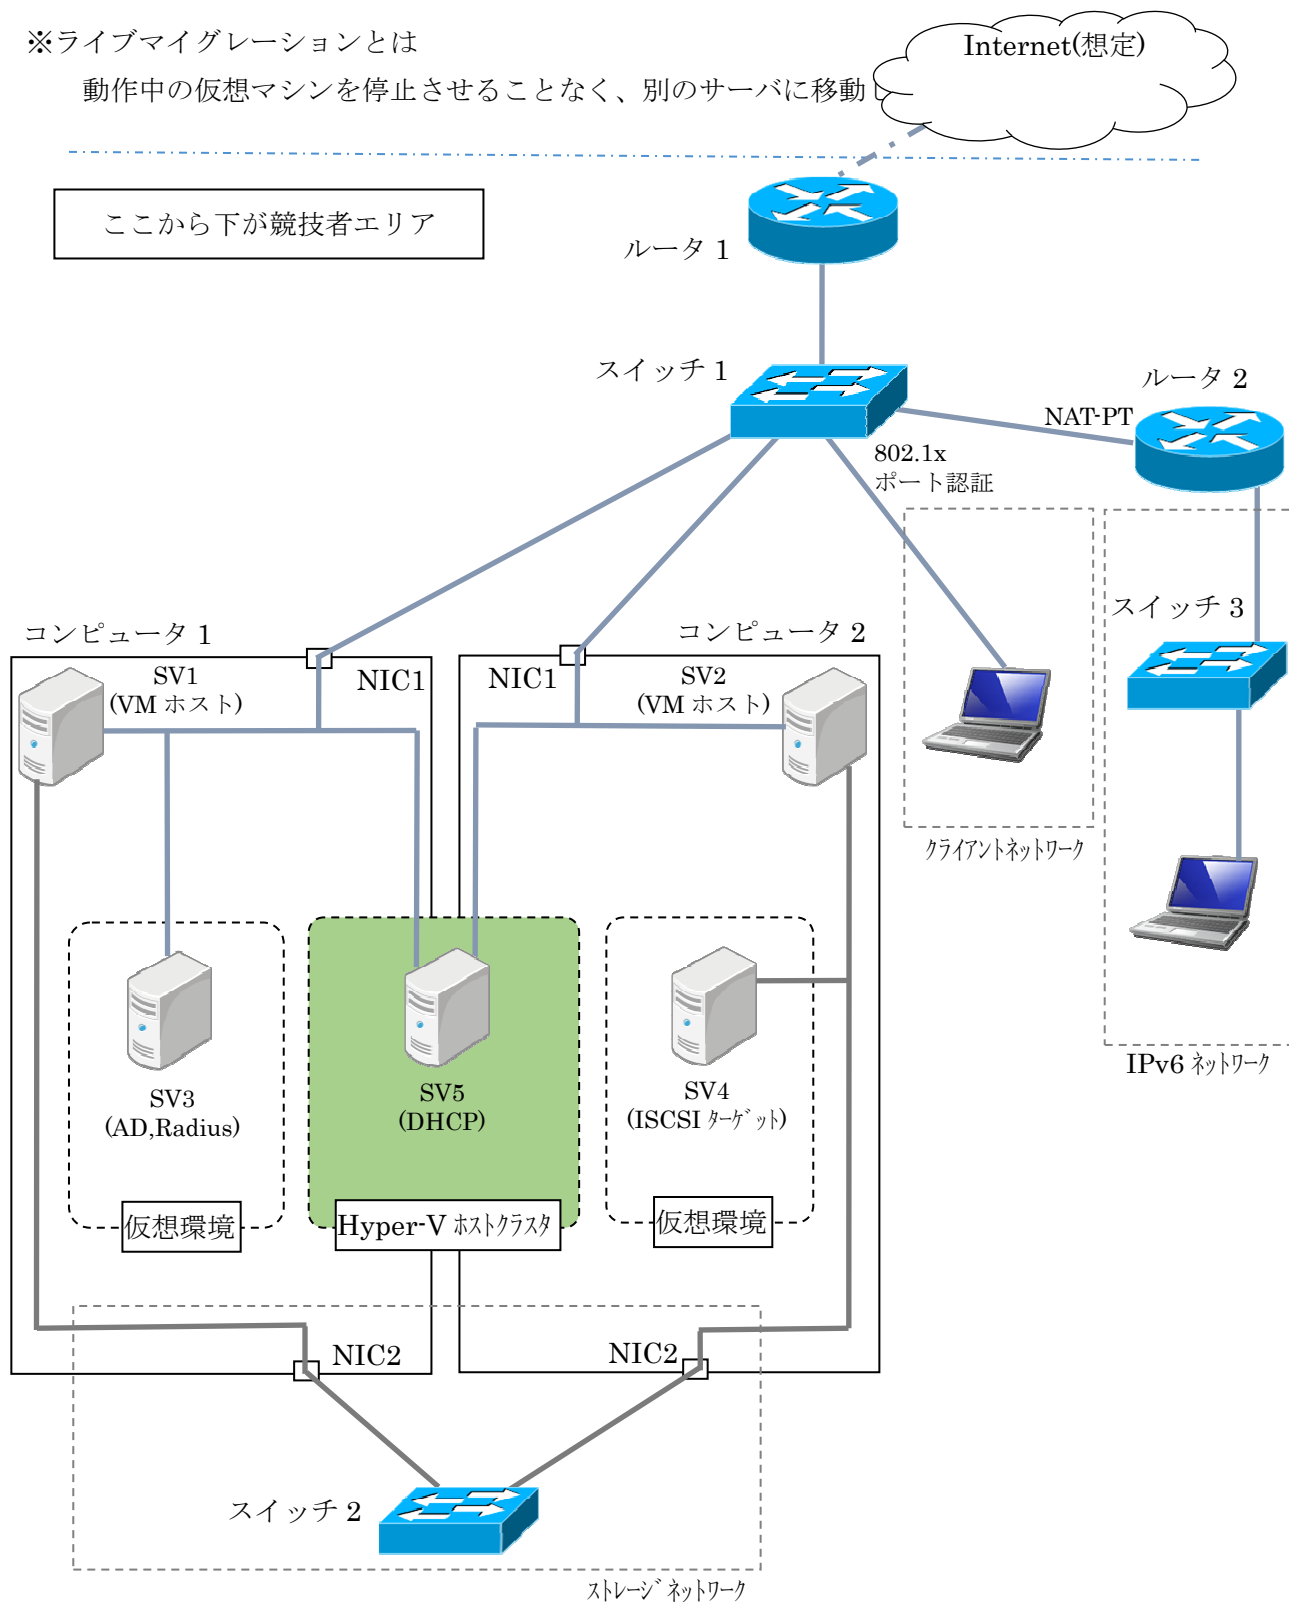 ※ライブマイグレーションとは
動作中の仮想マシンを停止させることなく、別のサーバに移動
Internet(想定)
ここから下が競技者エリア
ルータ 1
スイッチ 1
ルータ 2
NAT-PT
802.1x
ポート認証
スイッチ 3
コンピュータ 1
コンピュータ 2
SV1
(VM ホスト)
NIC1
NIC1
SV2
(VM ホスト)
クライアントネットワーク
SV3
(AD,Radius)
SV5
(DHCP)
SV4
(ISCSI ターゲット)
IPv6 ネットワーク
仮想環境
Hyper-V ホストクラスタ
仮想環境
NIC2
NIC2
スイッチ 2
ストレージネットワーク